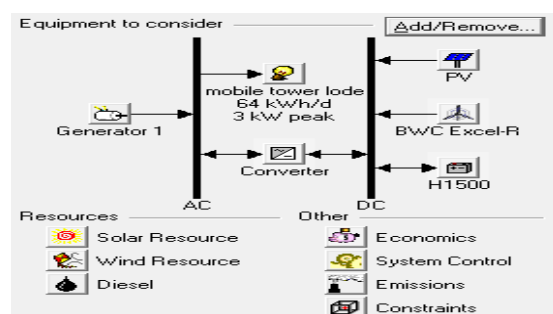 Equipment to consider
Add/Remove...
mobile tower lode
64 kWh/d
3 kW peak
PV
Generator 1
BWC Excel-R
Converter
H1500
AC
DC
Resources
Other
Solar Resource
Economics
Wind Resource
System Control
Diesel
Emissions
Constraints